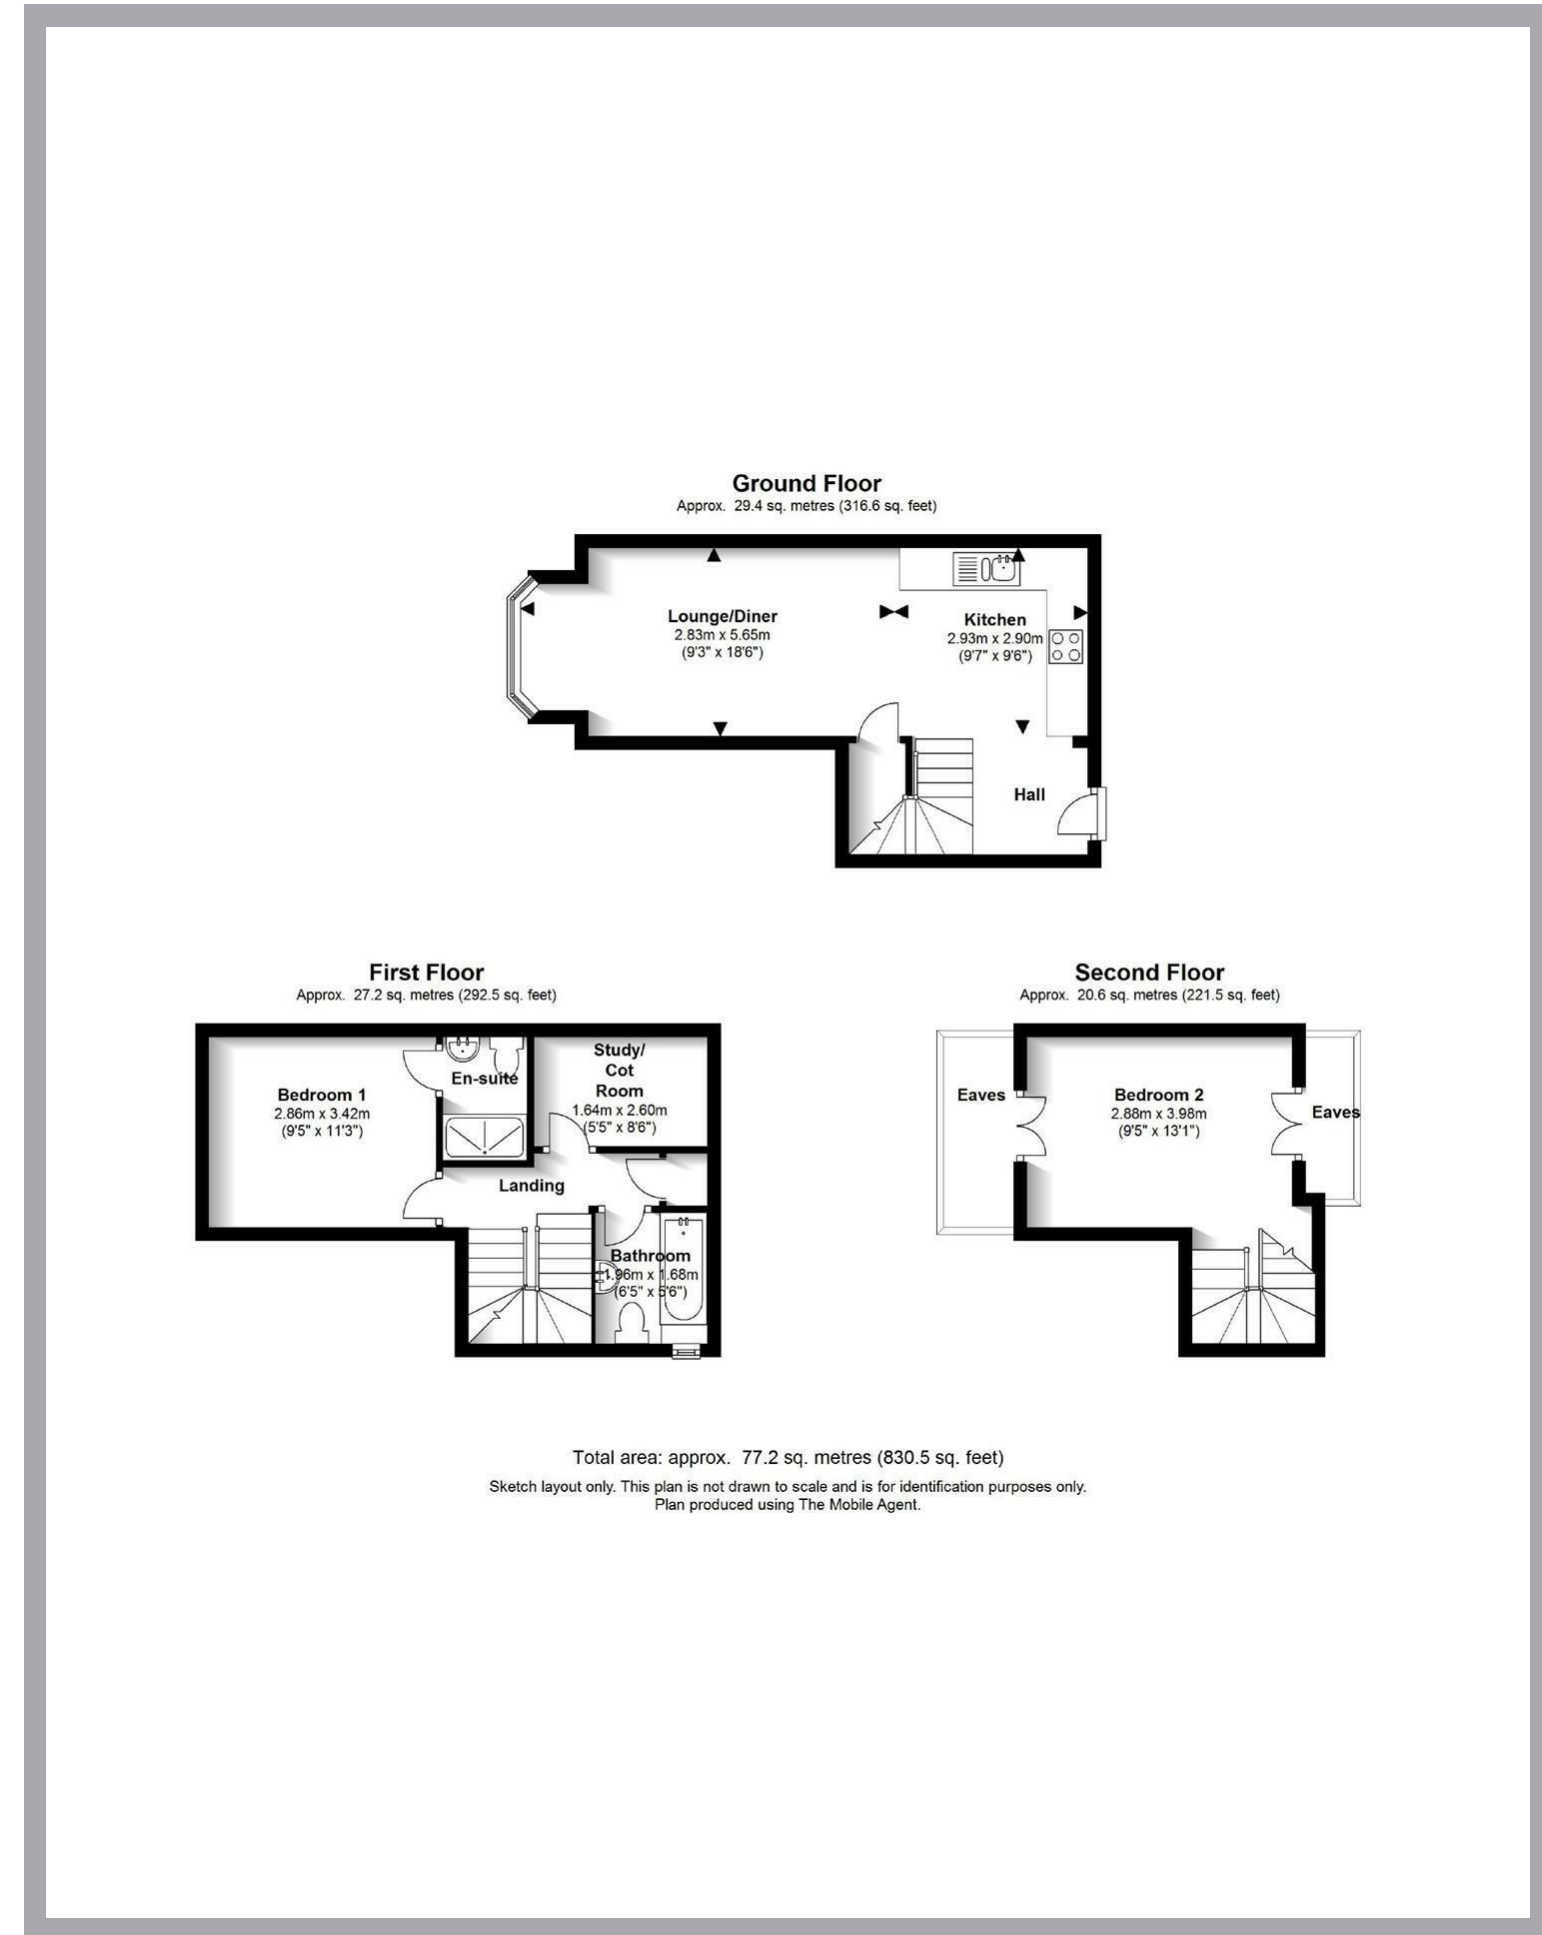 Ground Floor
Approx. 29.4 sq. metres (316.6 sq. feet)
Lounge/Diner
2.83m x 5.65m
(9'3" x 18'6")
Kitchen
2.93m x 2.90m
(9'7" x 9'6")
Hall
First Floor
Approx. 27.2 sq. metres (292.5 sq. feet)
Bedroom 1
2.86m x 3.42m
(9'5" x 11'3")
En-suite
Study/
Cot
Room
1.64m x 2.60m
(5'5" x 8'6")
Landing
Bathroom
1.96m x 1.68m
(6'5" x 5'6")
Second Floor
Approx. 20.6 sq. metres (221.5 sq. feet)
Eaves
Bedroom 2
2.88m x 3.98m
(9'5" x 13'1")
Eaves
Total area: approx. 77.2 sq. metres (830.5 sq. feet)
Sketch layout only. This plan is not drawn to scale and is for identification purposes only.
Plan produced using The Mobile Agent.